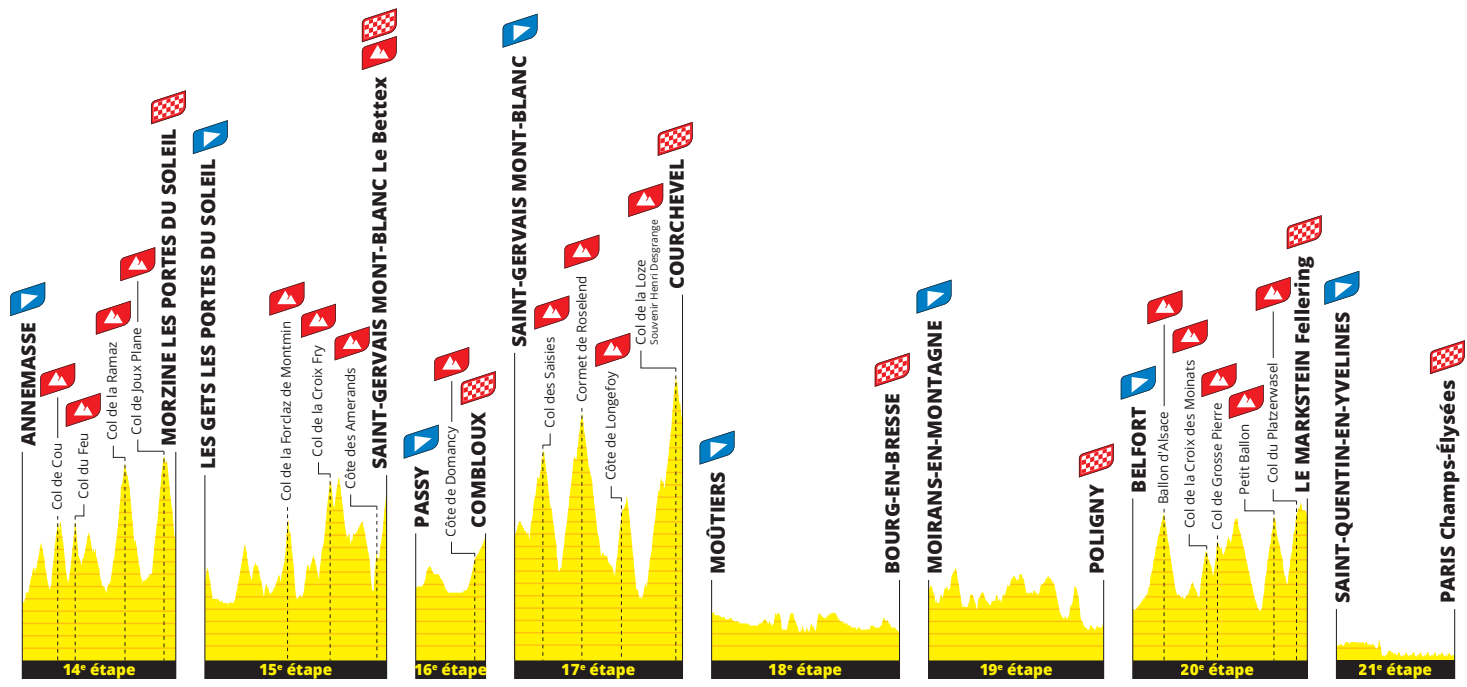 ANNEMASSE
Col de Cou
Col du Feu
Col de la Ramaz
Col de Joux Plane
MORZINE LES PORTES DU SOLEIL
14e étape
LES GETS LES PORTES DU SOLEIL
Col de la Forclaz de Montmin
Col de la Croix Fry
Côte des Amerands
SAINT-GERVAIS MONT-BLANC Le Bettex
15e étape
PASSY
Côte de Domancy
COMBLOUX
16e étape
SAINT-GERVAIS MONT-BLANC
Col des Saisies
Cormet de Roselend
Côte de Longefoy
Col de la Loze
Souvenir Henri Desgrange
COURCHEVEL
17e étape
MOÛTIERS
BOURG-EN-BRESSE
18e étape
MOIRANS-EN-MONTAGNE
POLIGNY
19e étape
BELFORT
Ballon d'Alsace
Col de la Croix des Moinats
Col de Grosse Pierre
Petit Ballon
Col du Platzerwasel
LE MARKSTEIN Fellering
20e étape
SAINT-QUENTIN-EN-YVELINES
PARIS Champs-Élysées
21e étape